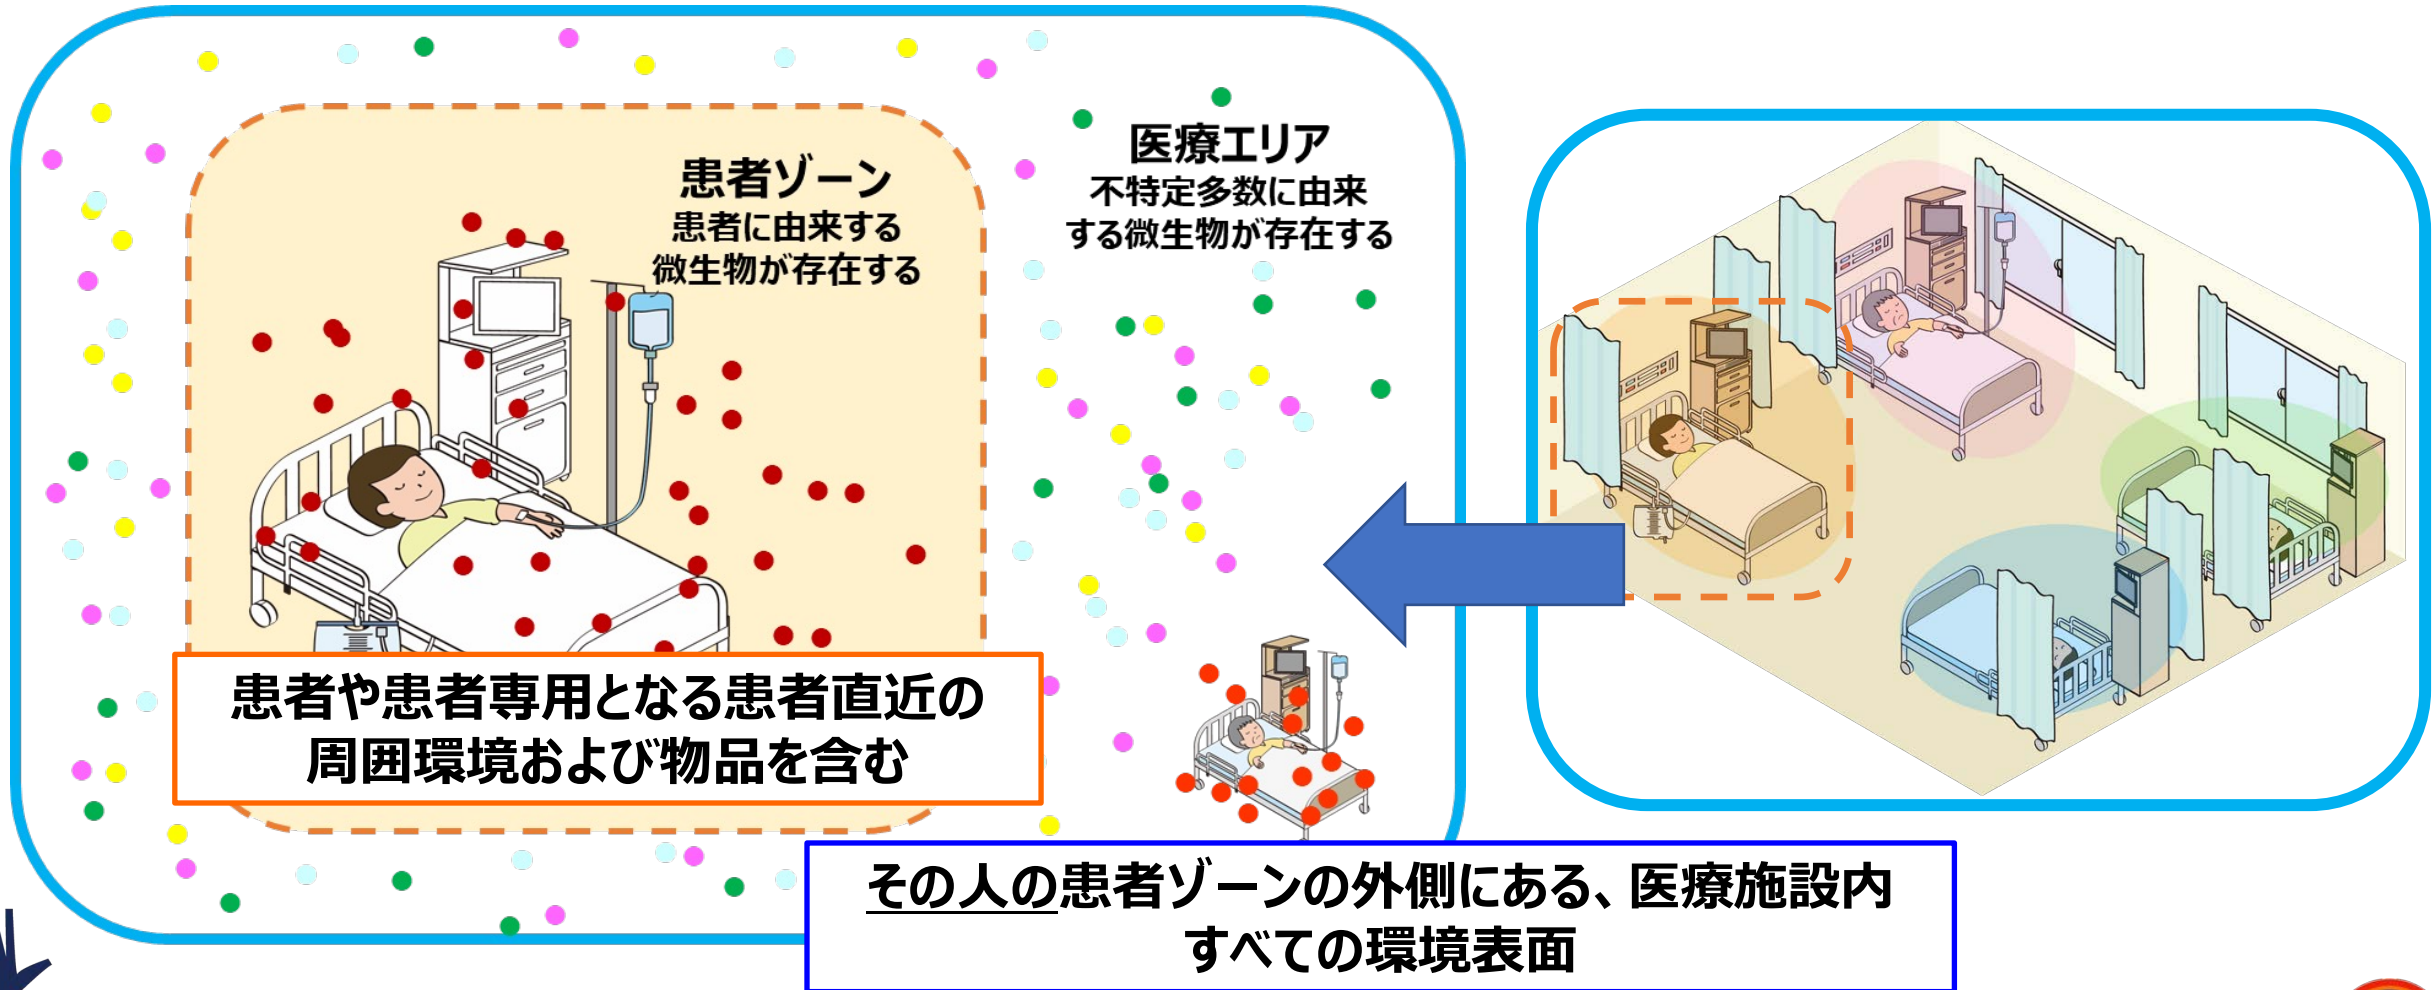 患者ゾーン
患者に由来する
微生物が存在する
医療エリア
不特定多数に由来
する微生物が存在する
患者や患者専用となる患者直近の
周囲環境および物品を含む
その人の患者ゾーンの外側にある、医療施設内
すべての環境表面